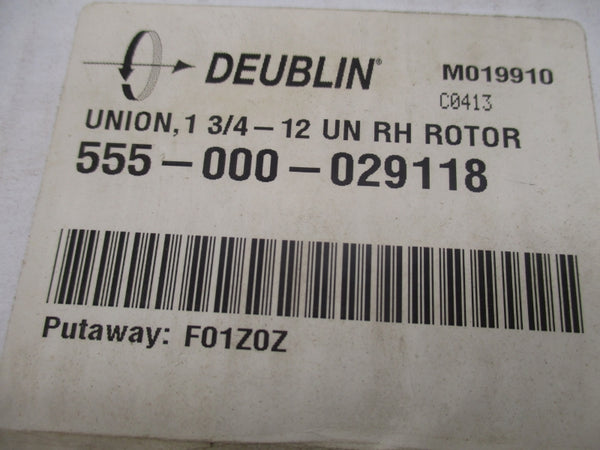 DEUBLIN® M019910
C0413
UNION, 1 3/4-12 UN RH ROTOR
555-000-029118
Putaway: F01Z0Z